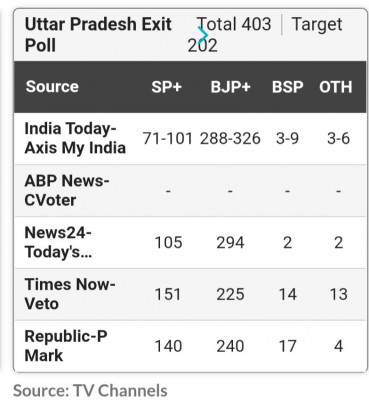 Uttar Pradesh Exit Poll Total 403 | Target 202
Source SP+ BJP+ BSP OTH
India Today-Axis My India 71-101 288-326 3-9 3-6
ABP News-CVoter - - - -
News24-Today's... 105 294 2 2
Times Now-Veto 151 225 14 13
Republic-P Mark 140 240 17 4
Source: TV Channels